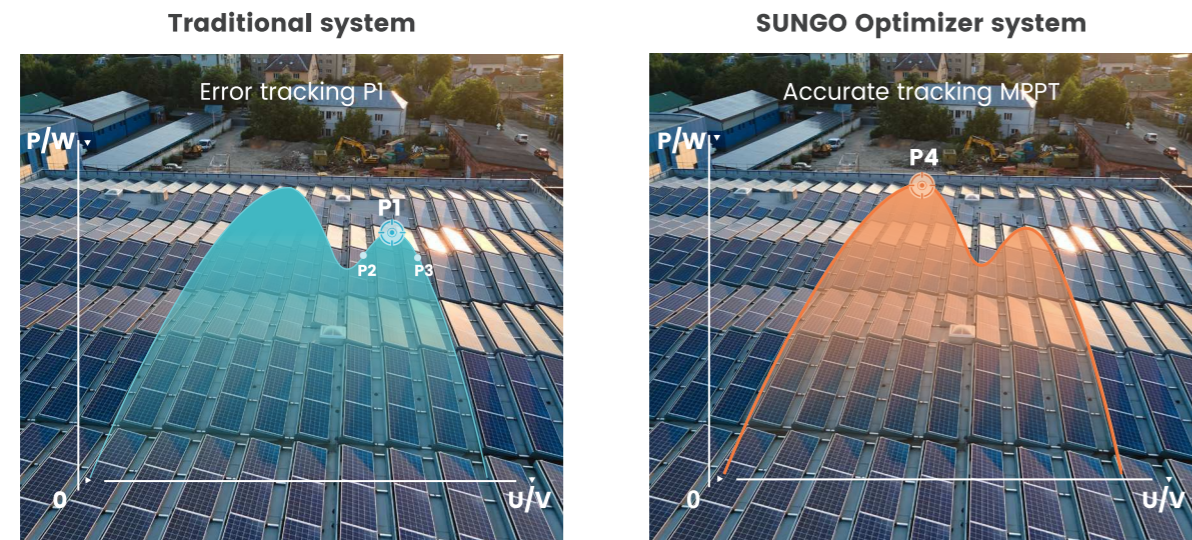 Traditional system
SUNGO Optimizer system
Error tracking P1
P/W
P1
P2
P3
0
U/V
Accurate tracking MPPT
P/W
P4
0
U/V